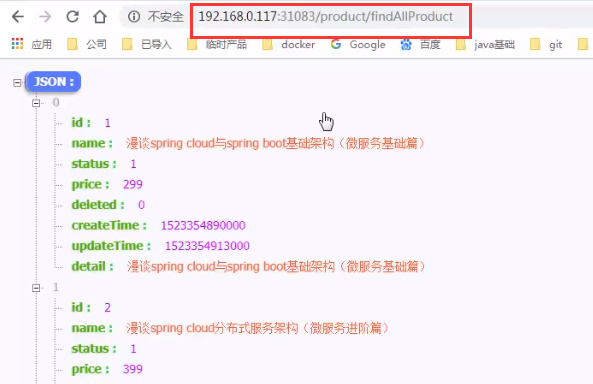 不安全 192.168.0.117:31083/product/findAllProduct
应用 公司 已导入 临时产品 docker Google 百度 java基础 git
JSON :
0
id : 1
name : 漫谈spring cloud与spring boot基础架构（微服务基础篇）
status : 1
price : 299
deleted : 0
createTime : 1523354890000
updateTime : 1523354913000
detail : 漫谈spring cloud与spring boot基础架构（微服务基础篇）
1
id : 2
name : 漫谈spring cloud分布式服务架构（微服务进阶篇）
status : 1
price : 399